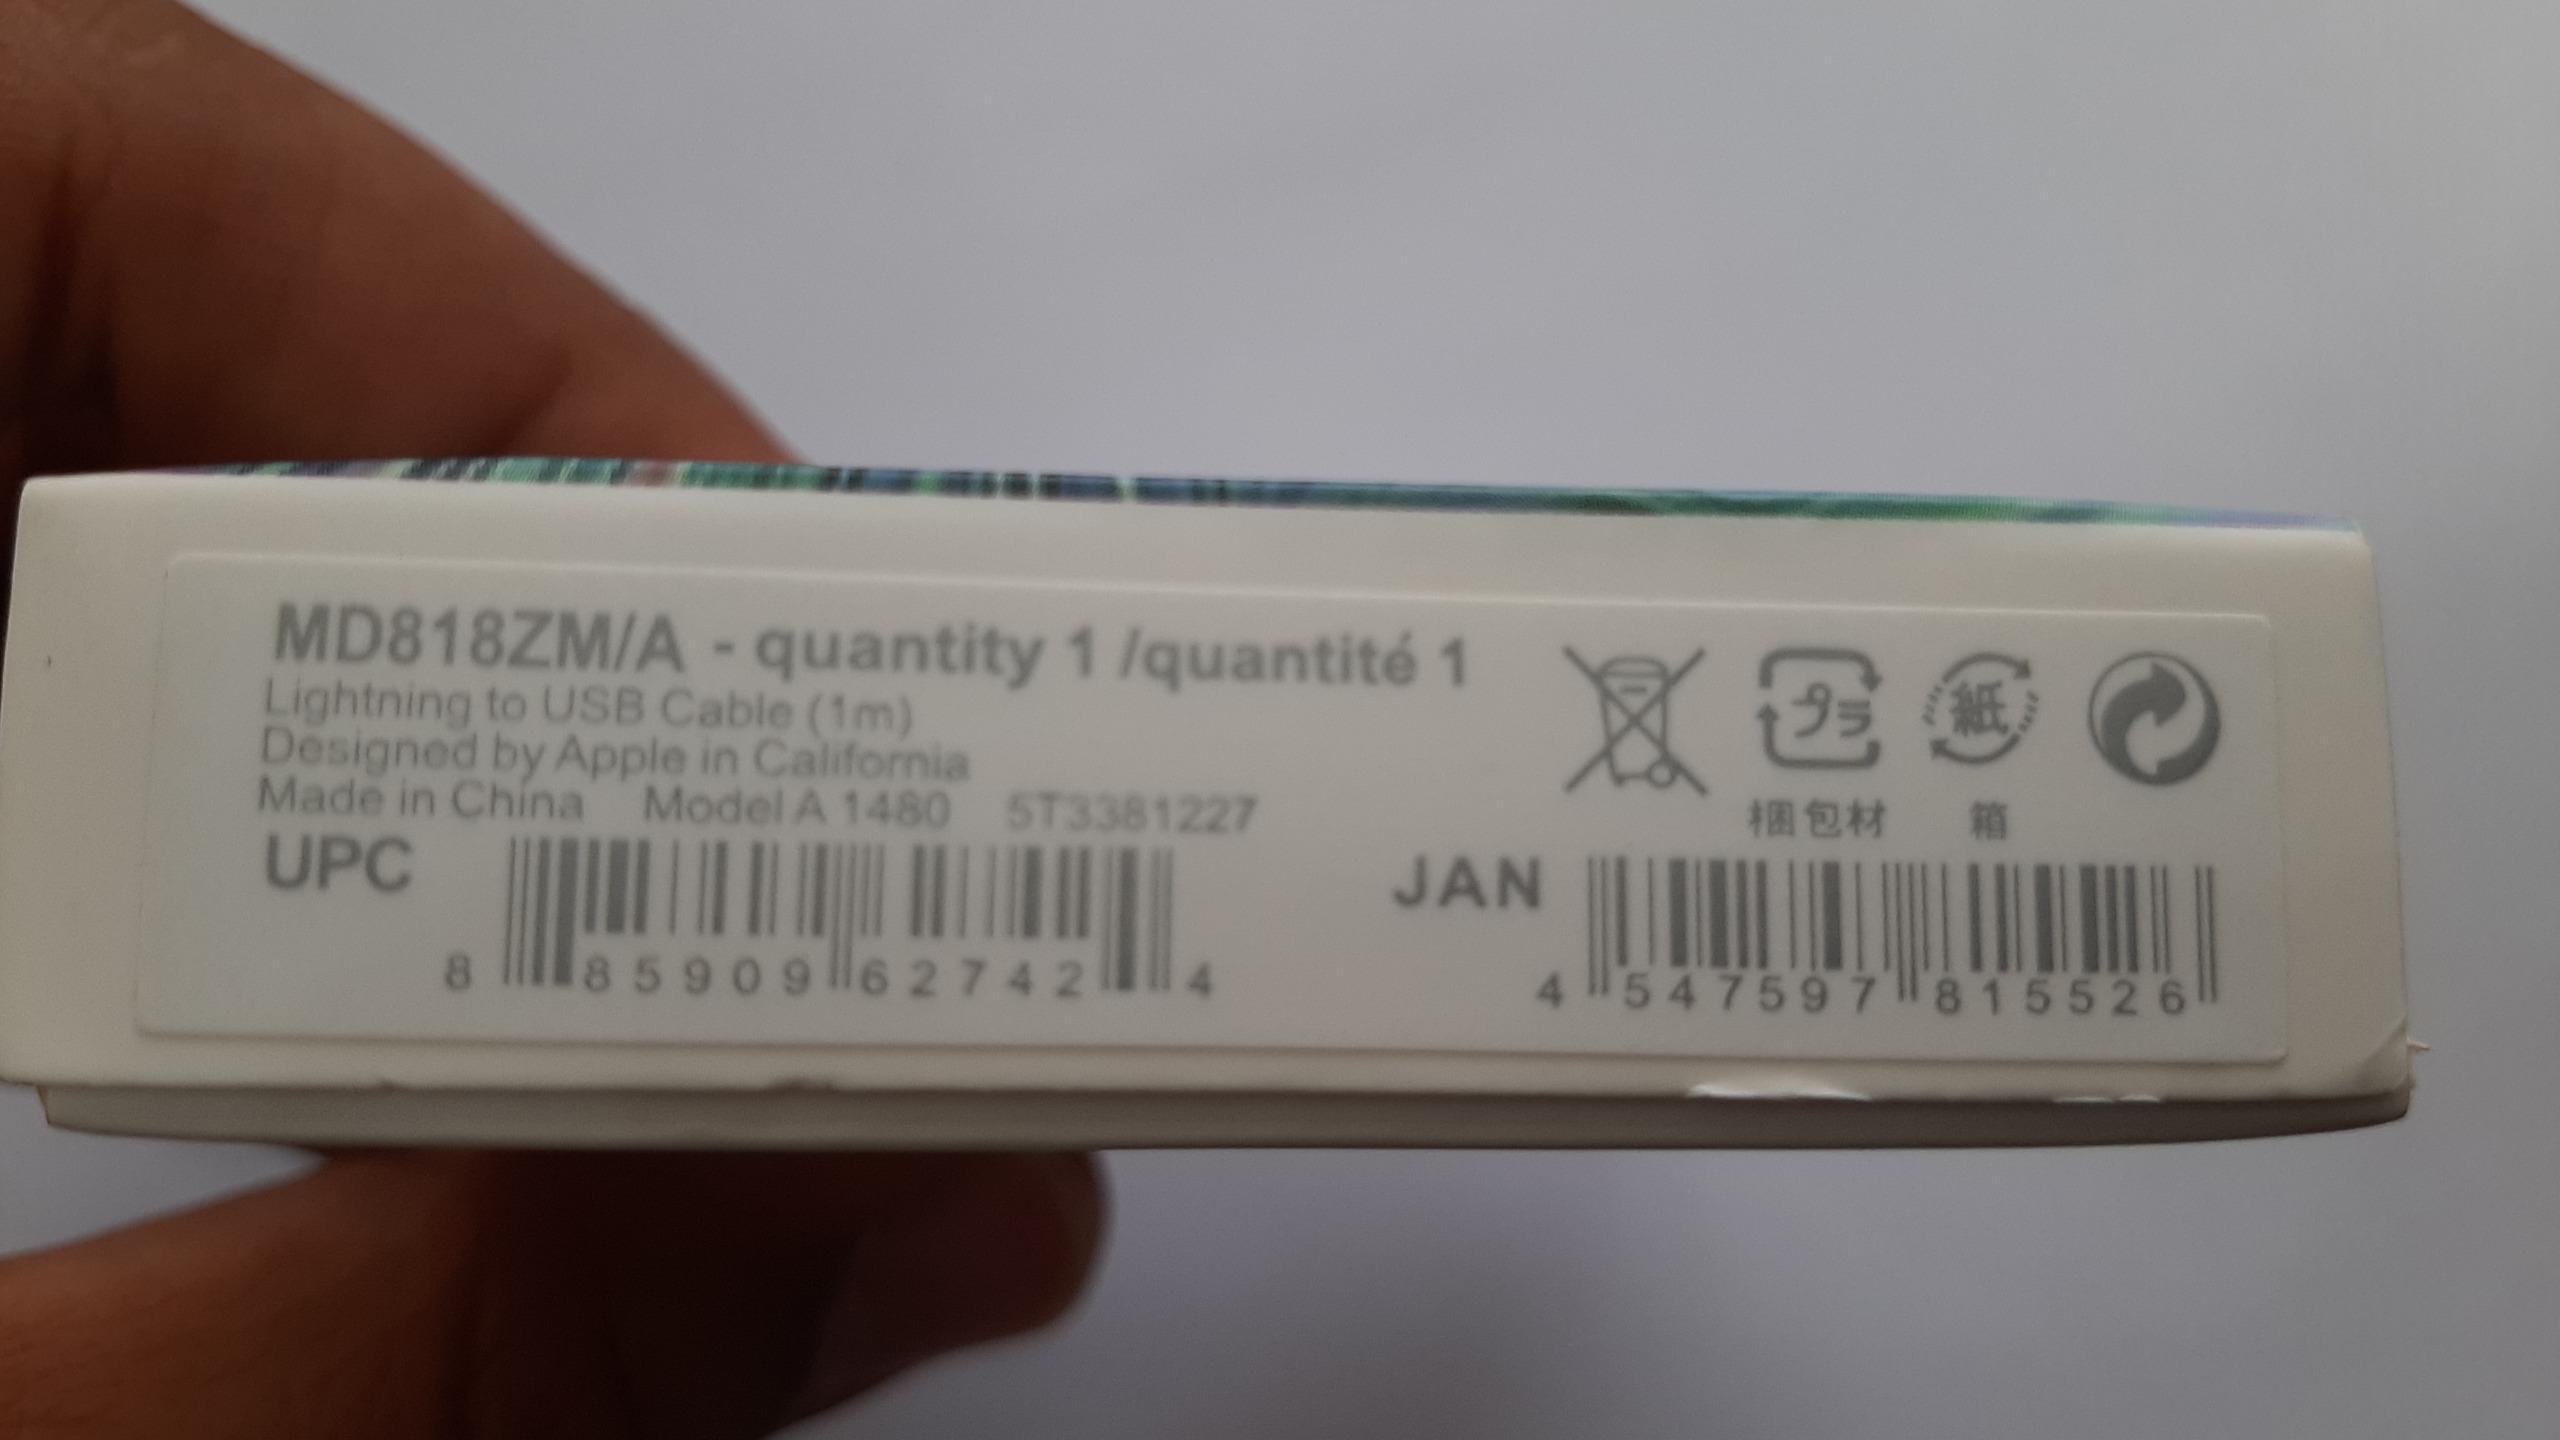 MD818ZM/A - quantity 1 /quantité 1
Lightning to USB Cable (1m)
Designed by Apple in California
Made in China Model A 1480 5T3381227
プラ
紙
梱包材
箱
UPC
8 85909 62742 4
JAN
4 547597 815526